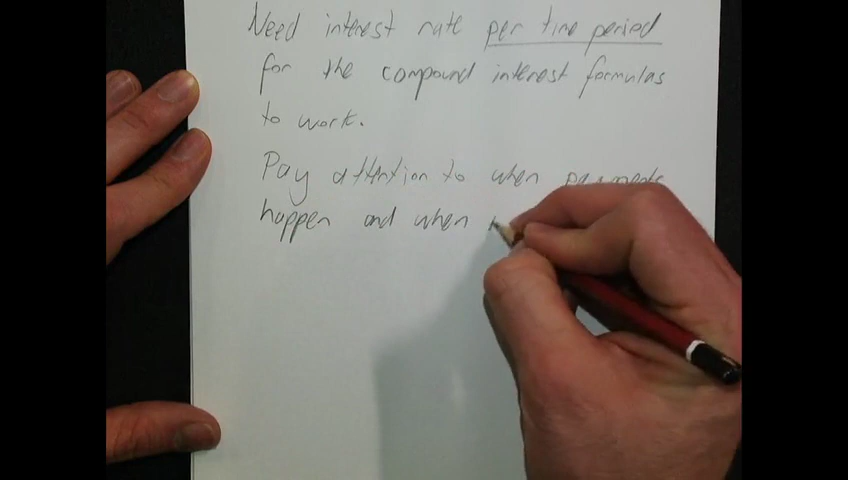 Need interest rate per time period
for the compound interest formulas
to work.
Pay attention to when payments
happen and when